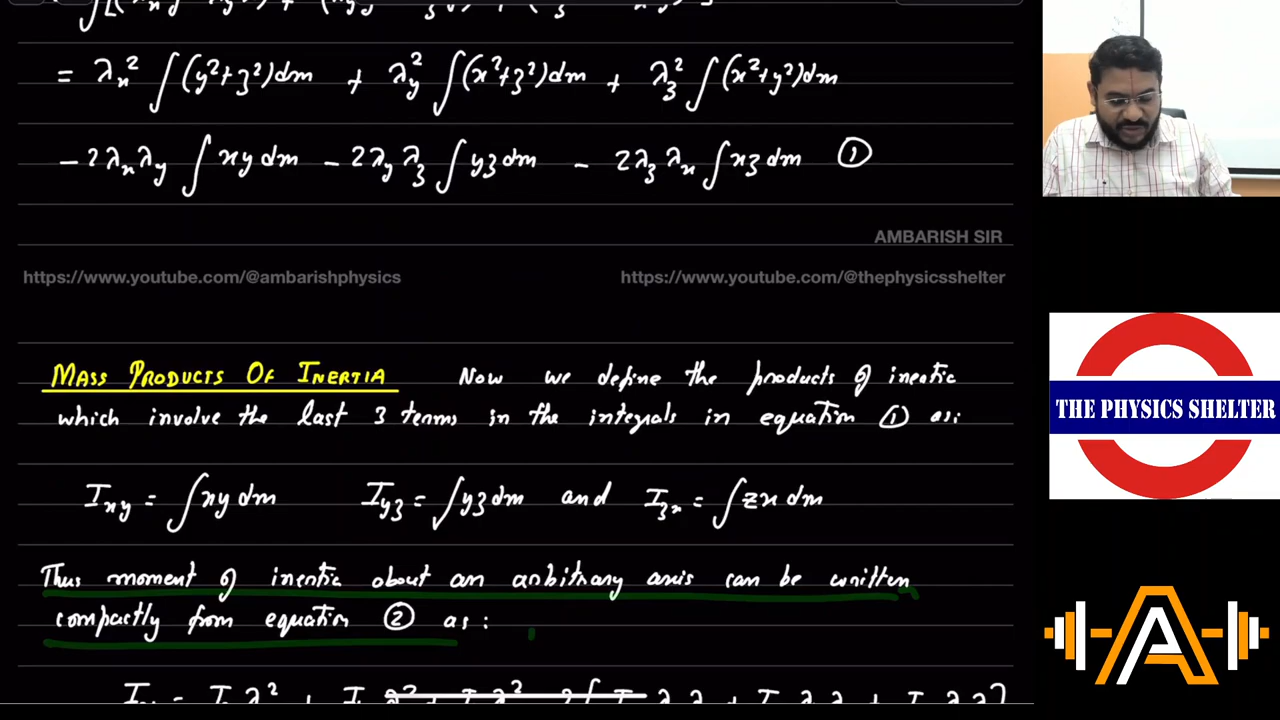 = λx² ∫(y²+z²)dm + λy² ∫(x²+z²)dm + λz² ∫(x²+y²)dm
- 2λxλy ∫xy dm - 2λyλz ∫yz dm - 2λzλx ∫xz dm ①
AMBARISH SIR
https://www.youtube.com/@ambarishphysics https://www.youtube.com/@thephysicsshelter
MASS PRODUCTS OF INERTIA Now we define the products of inertia
which involve the last 3 terms in the integrals in equation ① as:
Ixy = ∫xy dm Iyz = ∫yz dm and Izx = ∫zx dm
Thus moment of inertia about an arbitrary axis can be written
compactly from equation ② as:
THE PHYSICS SHELTER